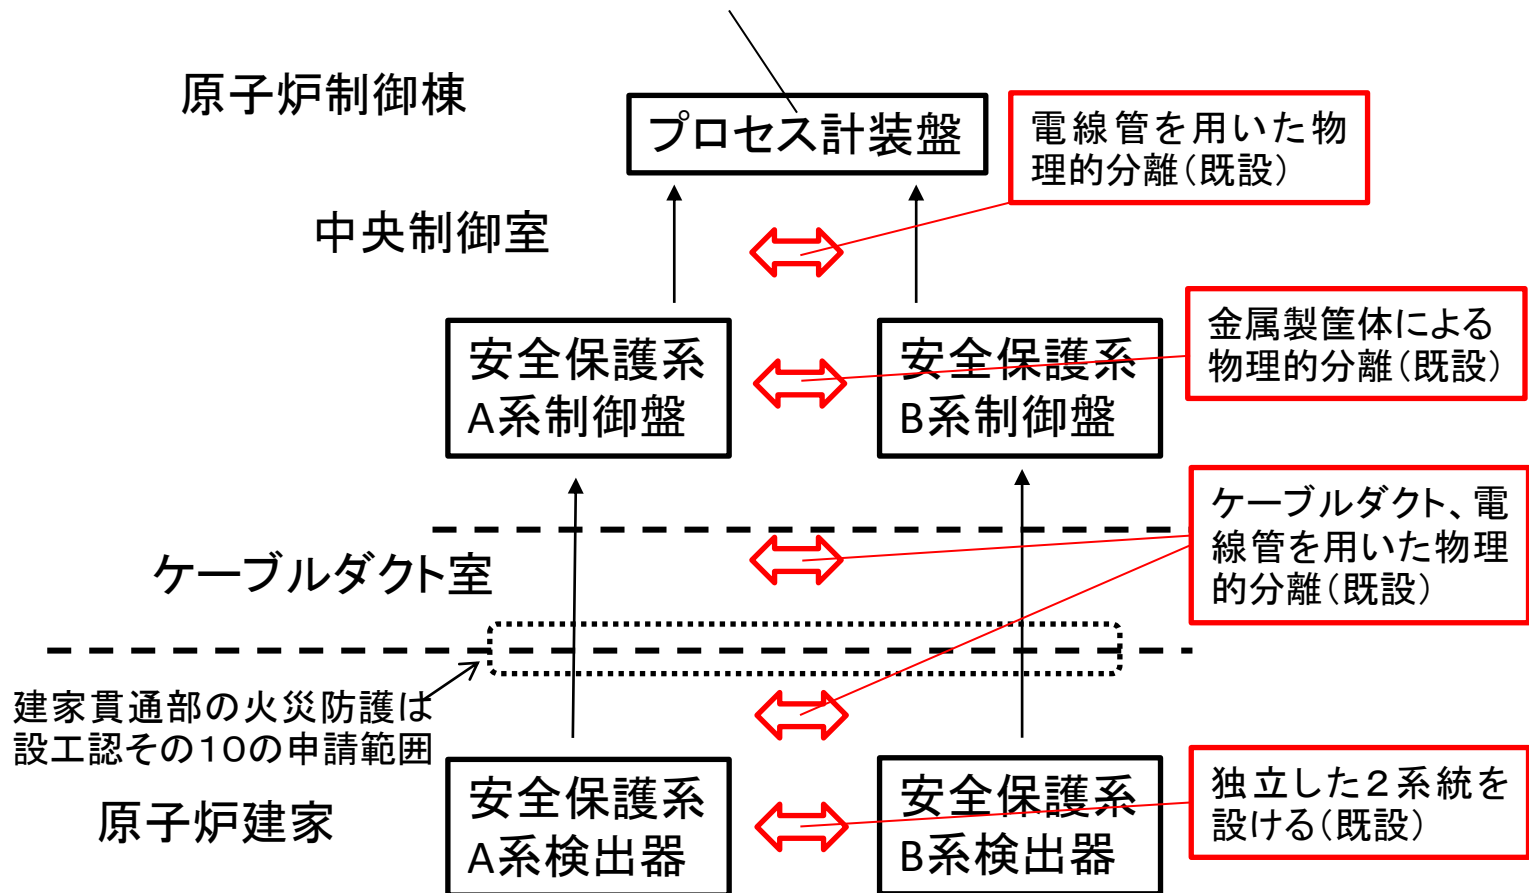 原子炉制御棟
プロセス計装盤
電線管を用いた物
理的分離（既設）
中央制御室
安全保護系
A系制御盤
安全保護系
B系制御盤
金属製筐体による
物理的分離（既設）
ケーブルダクト室
ケーブルダクト、電
線管を用いた物理
的分離（既設）
建家貫通部の火災防護は
設工認その１０の申請範囲
原子炉建家
安全保護系
A系検出器
安全保護系
B系検出器
独立した２系統を
設ける（既設）